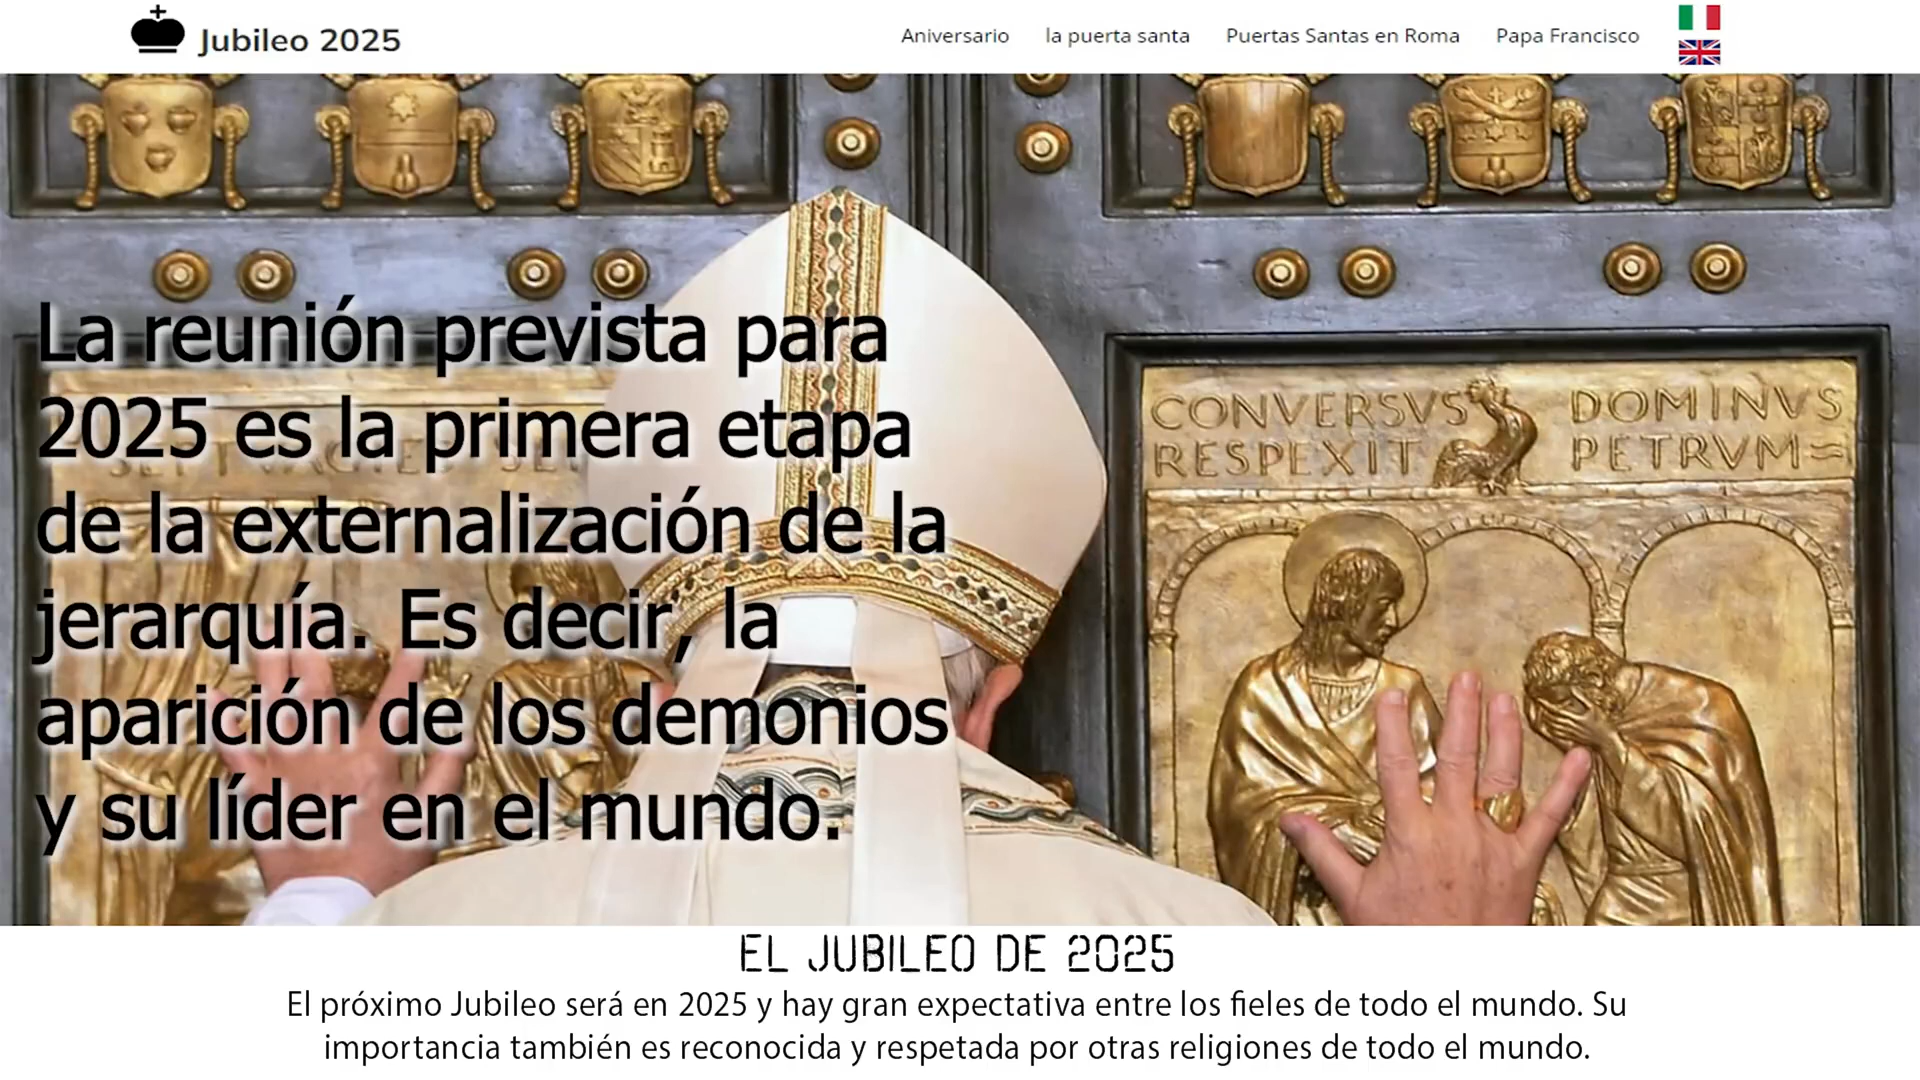 Jubileo 2025
Aniversario la puerta santa Puertas Santas en Roma Papa Francisco
CONVERSVS DOMINVS
RESPEXIT PETRVM
La reunión prevista para
2025 es la primera etapa
de la externalización de la
jerarquía. Es decir, la
aparición de los demonios
y su líder en el mundo.
EL JUBILEO DE 2025
El próximo Jubileo será en 2025 y hay gran expectativa entre los fieles de todo el mundo. Su
importancia también es reconocida y respetada por otras religiones de todo el mundo.